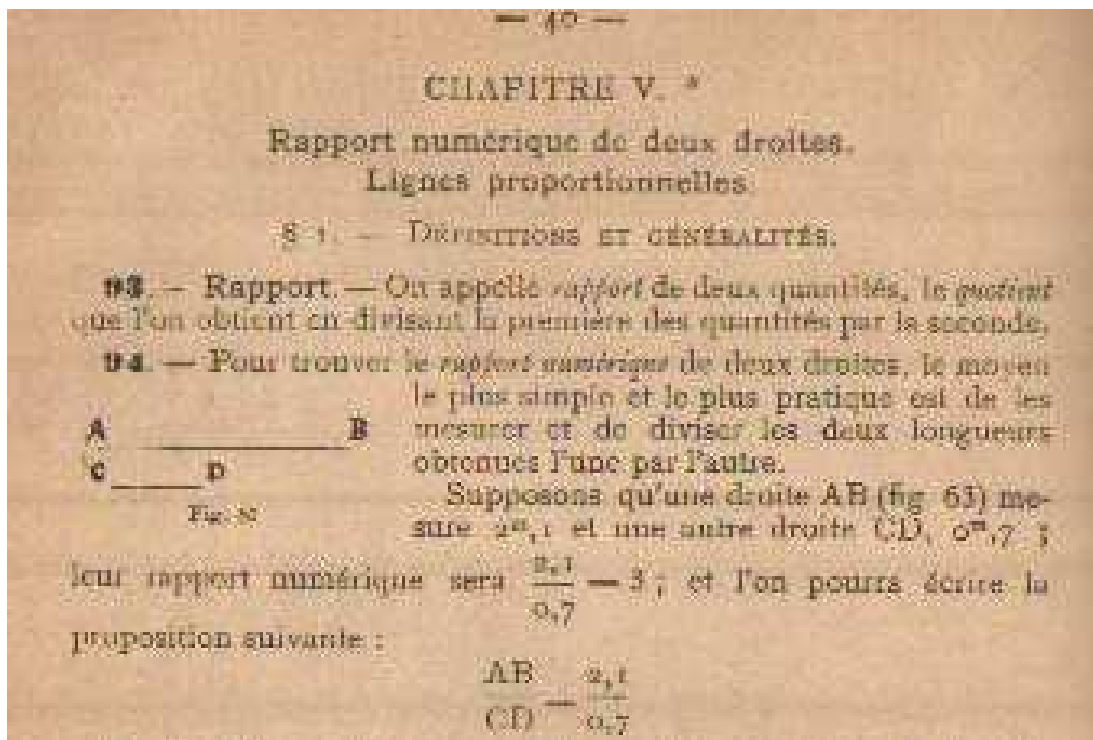 — 40 —
CHAPITRE V. *
Rapport numérique de deux droites.
Lignes proportionnelles.
§ 1. — DÉFINITIONS ET GÉNÉRALITÉS.
93. — Rapport. — On appelle rapport de deux quantités, le quotient
que l'on obtient en divisant la première des quantités par la seconde.
94. — Pour trouver le rapport numérique de deux droites, le moyen
le plus simple et le plus pratique est de les
mesurer et de diviser les deux longueurs
obtenues l'une par l'autre.
A B
C D
Fig.
Supposons qu'une droite AB (fig. 63) me-
sure 2m,1 et une autre droite CD, 0m,7 ;
leur rapport numérique sera 2,1/0,7 = 3 ; et l'on pourra écrire la
proposition suivante :
AB/CD = 2,1/0,7